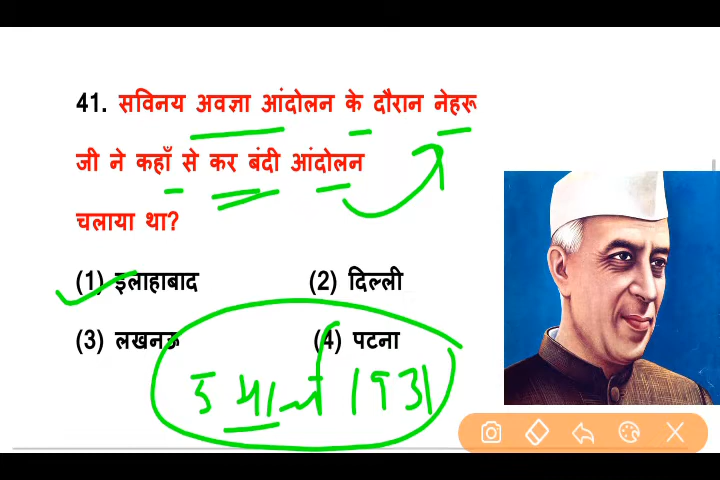 41. सविनय अवज्ञा आंदोलन के दौरान नेहरू
जी ने कहाँ से कर बंदी आंदोलन
चलाया था?
(1) इलाहाबाद (2) दिल्ली
(3) लखनऊ (4) पटना
5 मार्च 1931